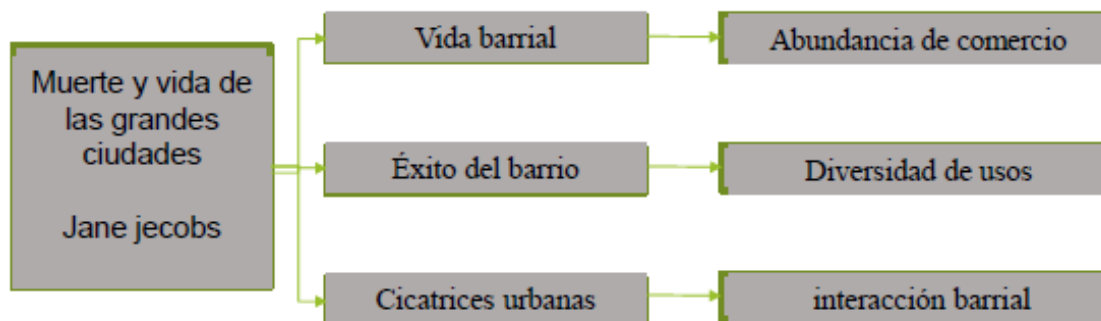 Muerte y vida de
las grandes
ciudades
Jane jecobs
Vida barrial
Abundancia de comercio
Éxito del barrio
Diversidad de usos
Cicatrices urbanas
interacción barrial